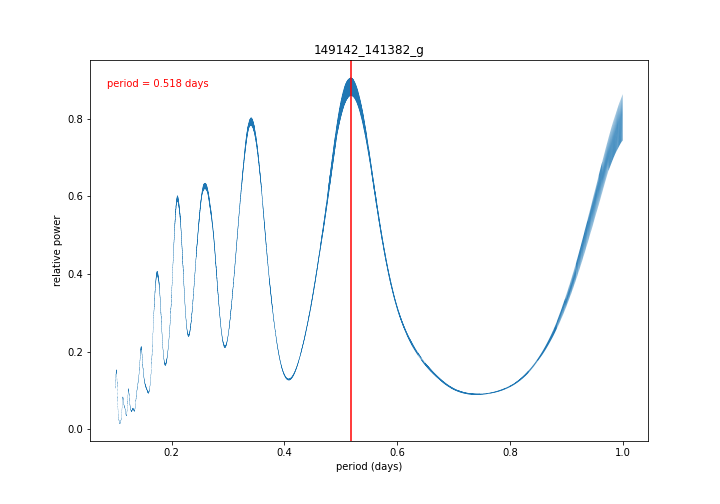 149142_141382_g
period = 0.518 days
relative power
0.8
0.6
0.4
0.2
0.0
0.2 0.4 0.6 0.8 1.0
period (days)